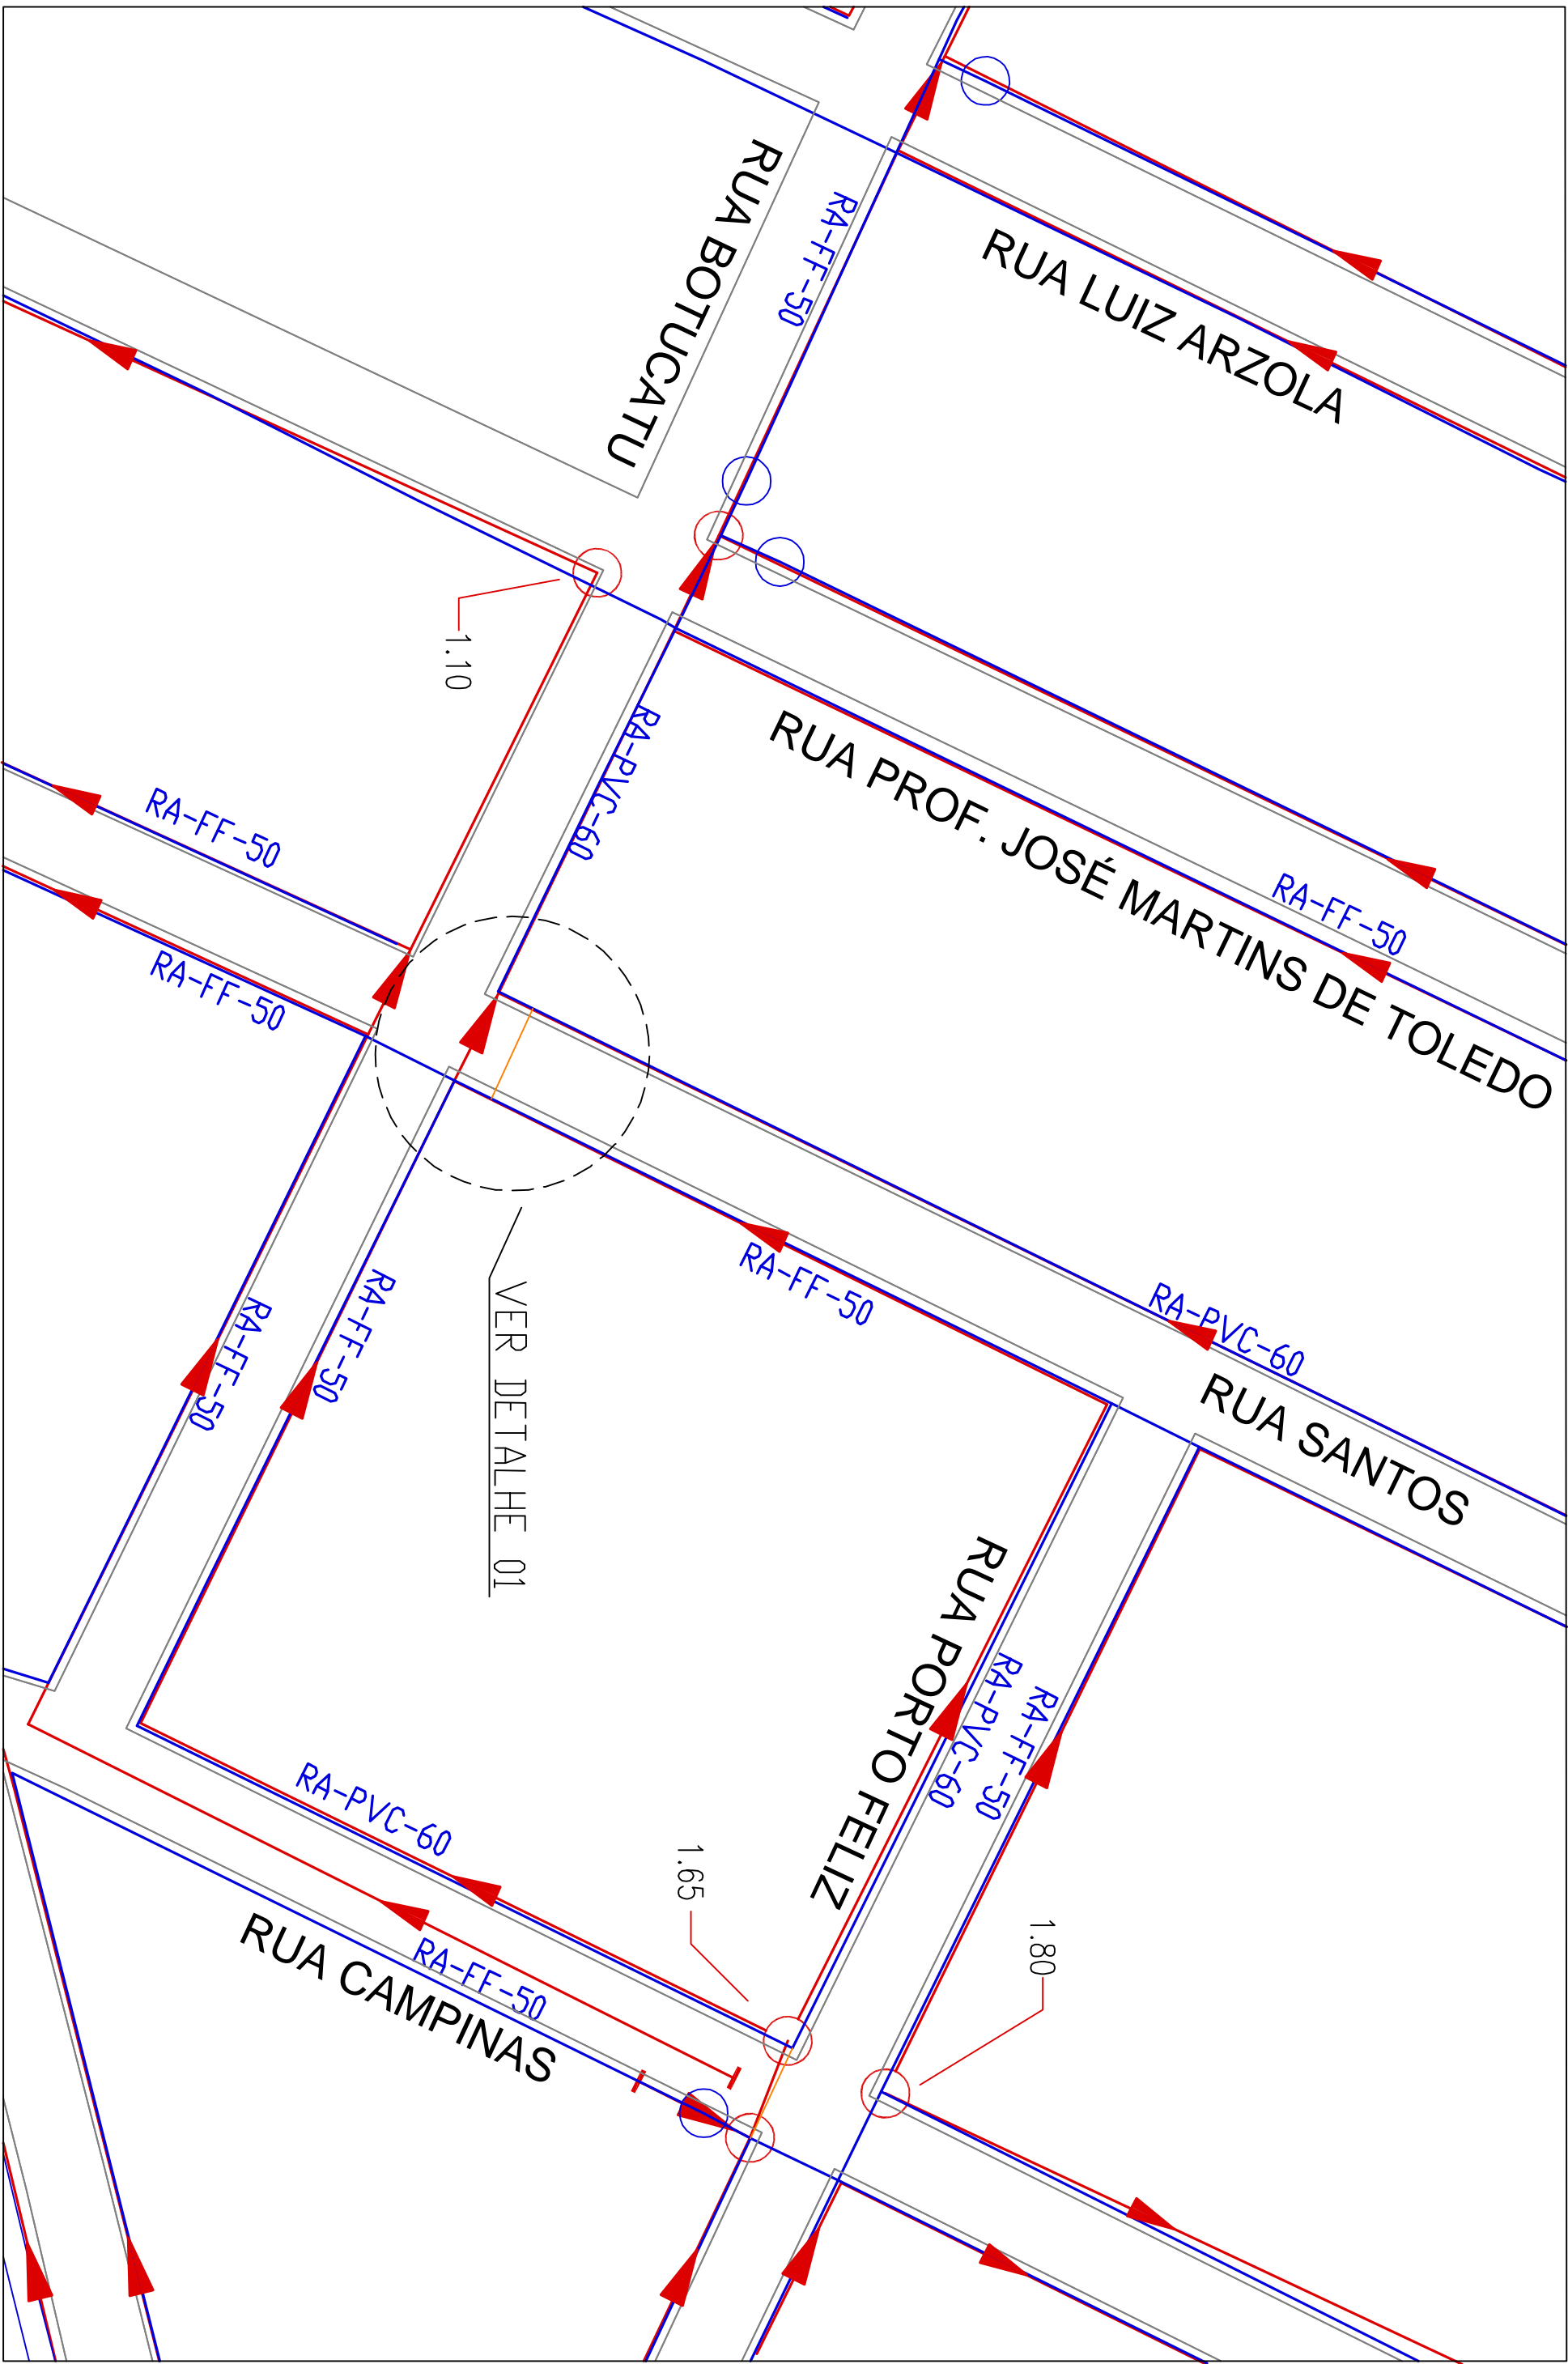 RUA BOTUCATU
RA-FF-50
RUA LUIZ ARZOLA
1.10
RA-PVC-60
RUA PROF. JOSÉ MARTINS DE TOLEDO
RA-FF-50
RA-FF-50
RA-FF-50
RA-FF-50
RA-FF-50
VER DETALHE 01
RA-FF-50
RA-PVC-60
RUA SANTOS
RUA PORTO FELIZ
RA-PVC-60
RA-FF-50
RA-PVC-60
1.65
1.80
RA-FF-50
RUA CAMPINAS